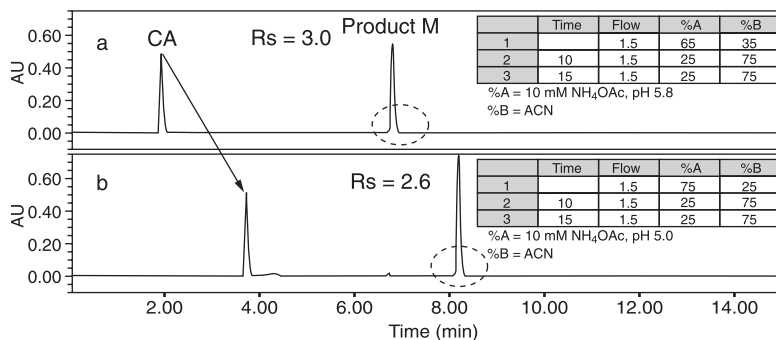 a
CA
Rs = 3.0
Product M
AU
0.60
0.40
0.20
0.00
Time Flow %A %B
1 1.5 65 35
2 10 1.5 25 75
3 15 1.5 25 75
%A = 10 mM NH₄OAc, pH 5.8
%B = ACN
b
Rs = 2.6
AU
0.60
0.40
0.20
0.00
Time Flow %A %B
1 1.5 75 25
2 10 1.5 25 75
3 15 1.5 25 75
%A = 10 mM NH₄OAc, pH 5.0
%B = ACN
2.00 4.00 6.00 8.00 10.00 12.00 14.00
Time (min)